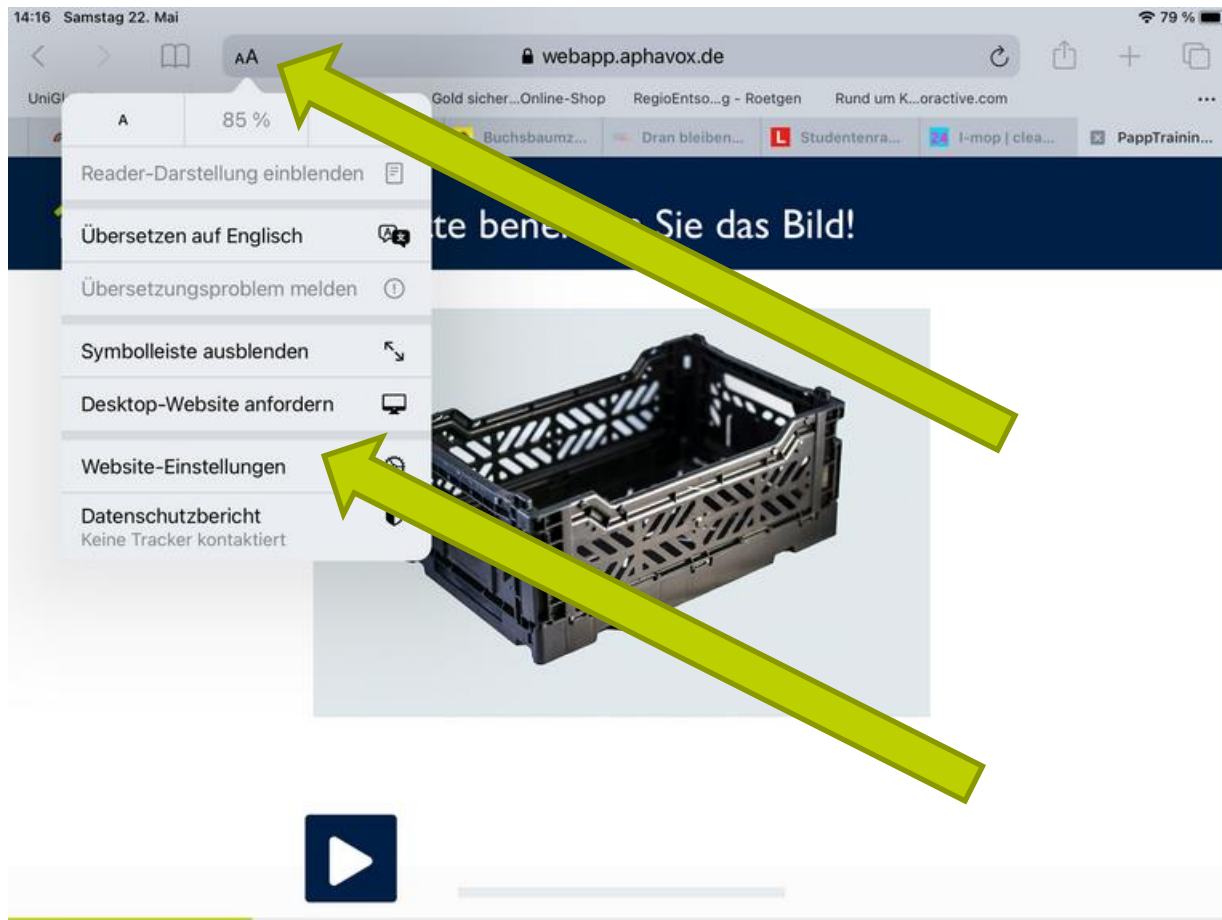 14:16 Samstag 22. Mai 79 %
AA webapp.aphavox.de
Gold sicher...Online-Shop RegioEntso...g - Roetgen Rund um K...oractive.com ...
A 85 %
Buchsbaumz... Dran bleiben... L Studentenra... 24 I-mop | clea... PappTrainin...
Reader-Darstellung einblenden
Sie das Bild!
Übersetzen auf Englisch
Übersetzungsproblem melden
Symbolleiste ausblenden
Desktop-Website anfordern
Website-Einstellungen
Datenschutzbericht
Keine Tracker kontaktiert